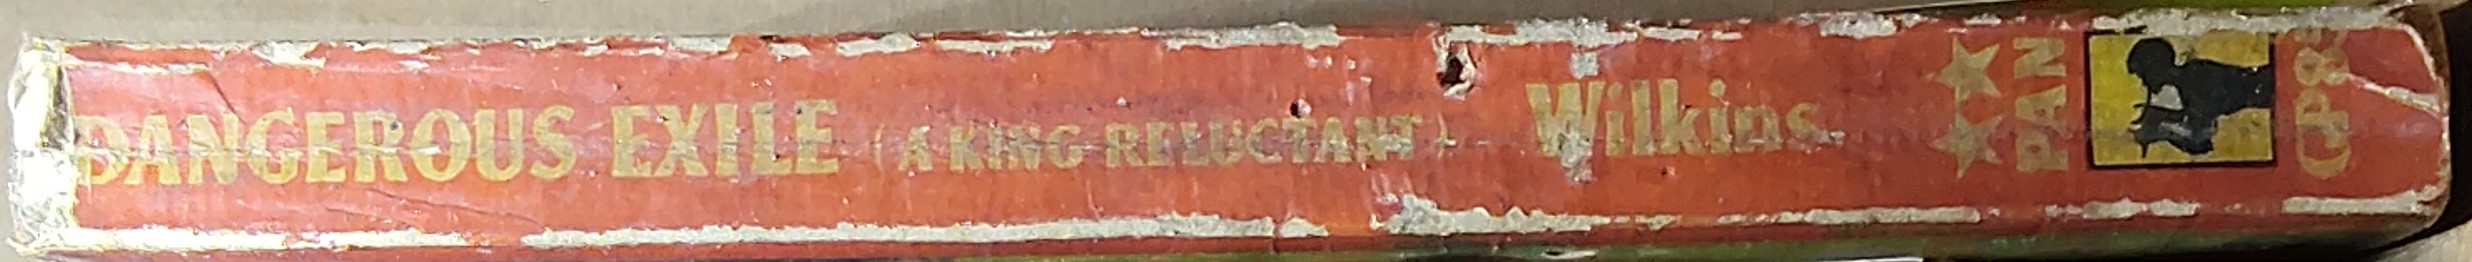 DANGEROUS EXILE (A KING RELUCTANT) Wilkins
PAN